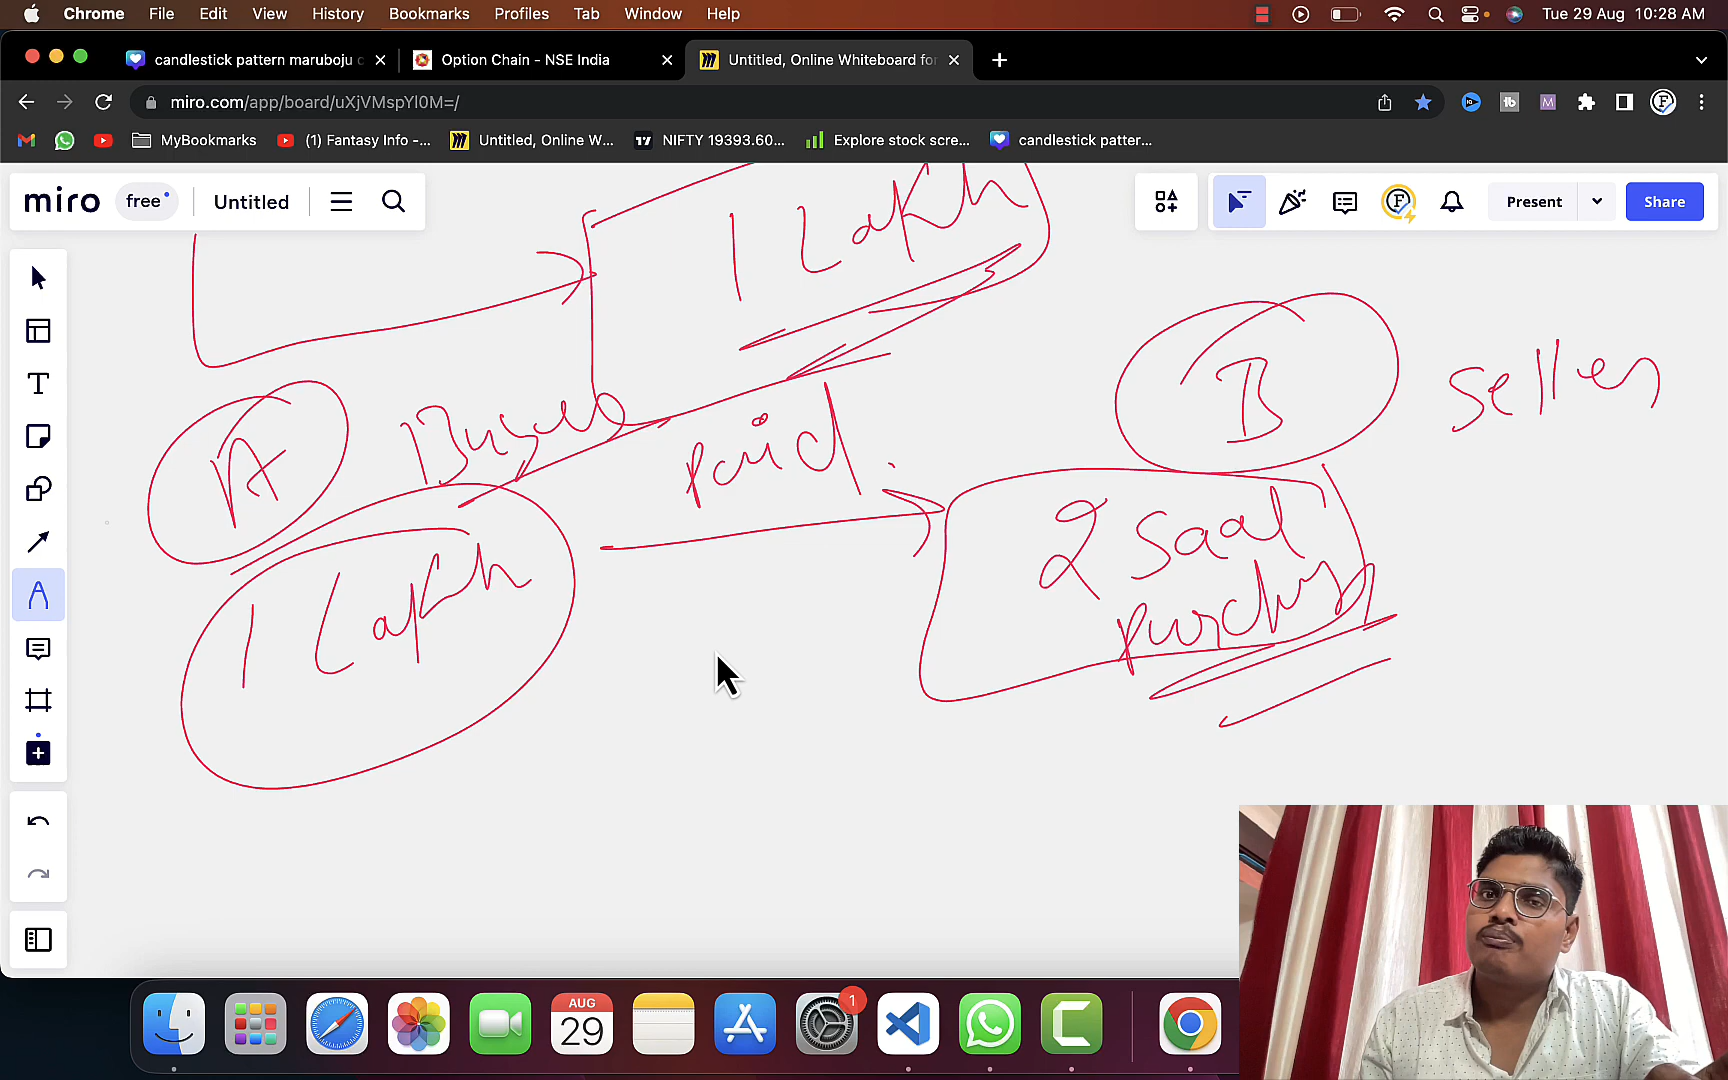 Chrome File Edit View History Bookmarks Profiles Tab Window Help Tue 29 Aug 10:28 AM
candlestick pattern maruboju c Option Chain - NSE India Untitled, Online Whiteboard for
miro.com/app/board/uXjVMspYI0M=/
MyBookmarks (1) Fantasy Info -... Untitled, Online W... NIFTY 19393.60... Explore stock scre... candlestick patter...
miro free Untitled Present Share
1 Lakh
B seller
A Buyer paid.
1 Lakh 2 saal
AUG
29
1